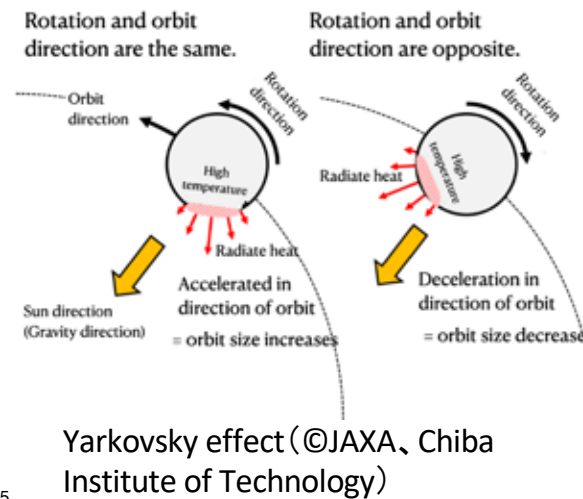 Rotation and orbit
direction are the same.
Orbit
direction
Rotation
direction
High
temperature
Radiate heat
Accelerated in
direction of orbit
= orbit size increases
Sun direction
(Gravity direction)
Rotation and orbit
direction are opposite.
Rotation
direction
High
temperature
Radiate heat
Deceleration in
direction of orbit
= orbit size decrease
Yarkovsky effect（©JAXA、Chiba
Institute of Technology）
5